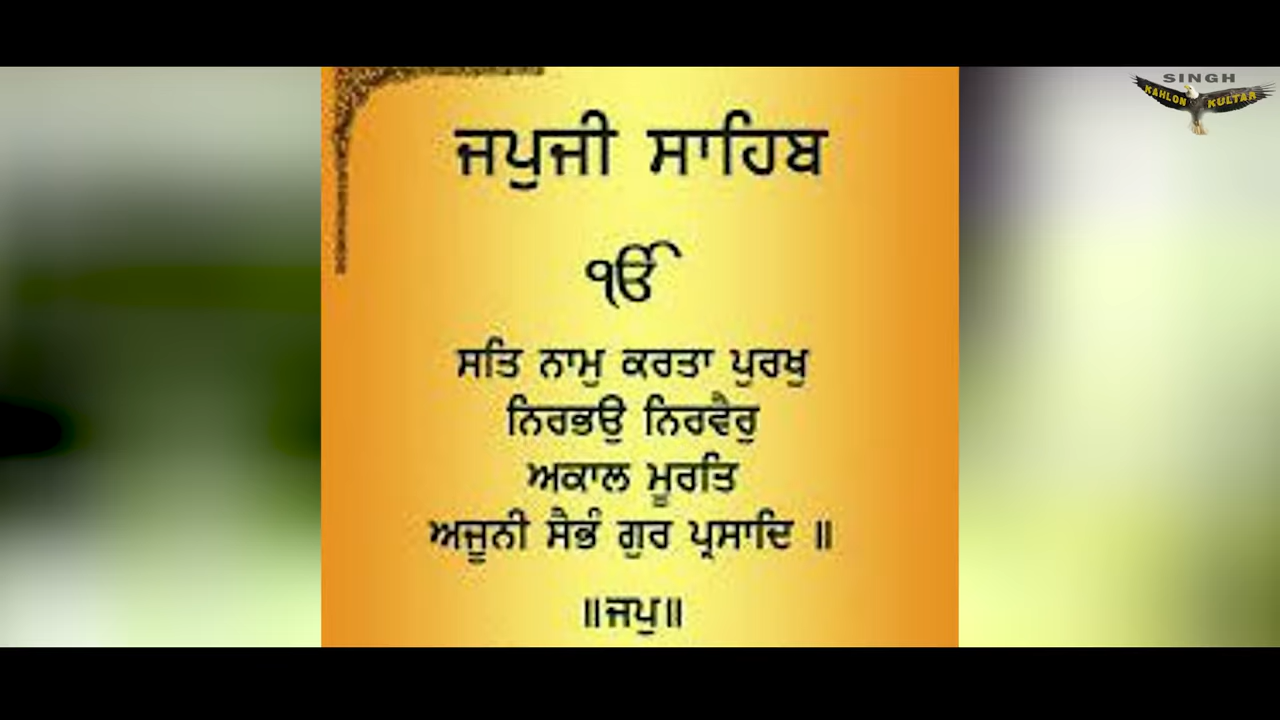 SINGH
KAHLON KULTAR
ਜਪੁਜੀ ਸਾਹਿਬ
ੴ
ਸਤਿ ਨਾਮੁ ਕਰਤਾ ਪੁਰਖੁ
ਨਿਰਭਉ ਨਿਰਵੈਰੁ
ਅਕਾਲ ਮੂਰਤਿ
ਅਜੂਨੀ ਸੈਭੰ ਗੁਰ ਪ੍ਰਸਾਦਿ ॥
॥ਜਪੁ॥